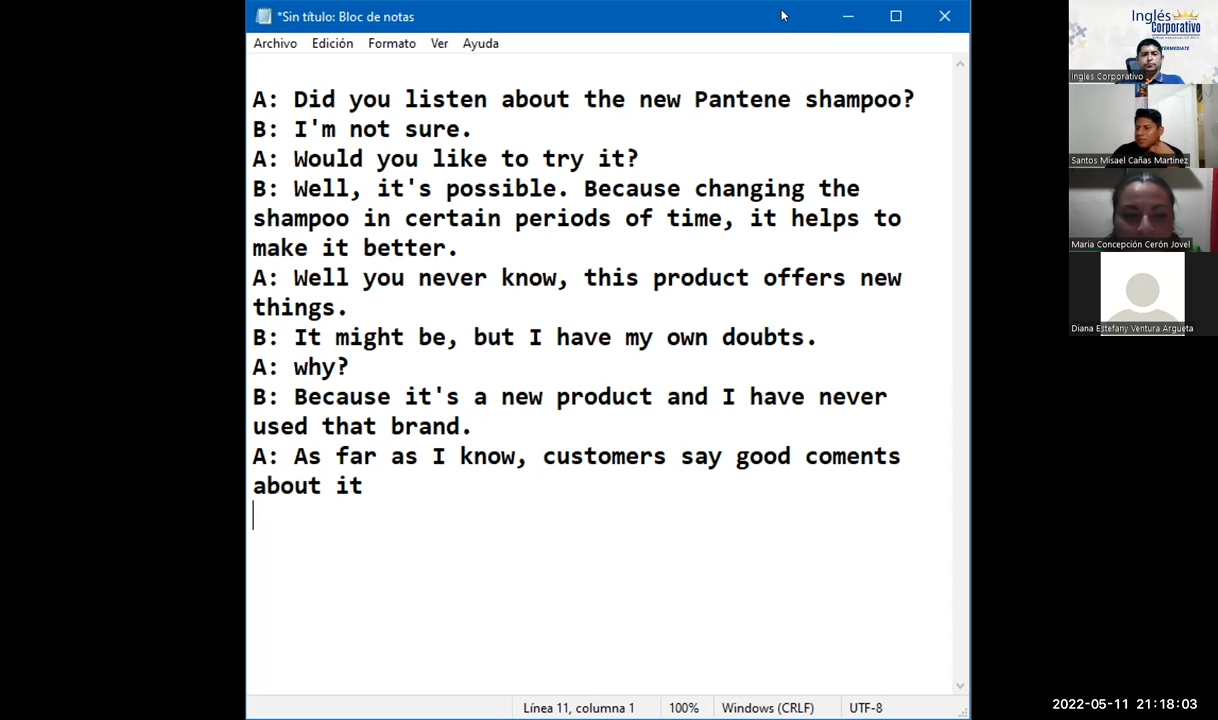 *Sin título: Bloc de notas
Archivo Edición Formato Ver Ayuda
A: Did you listen about the new Pantene shampoo?
B: I'm not sure.
A: Would you like to try it?
B: Well, it's possible. Because changing the
shampoo in certain periods of time, it helps to
make it better.
A: Well you never know, this product offers new
things.
B: It might be, but I have my own doubts.
A: why?
B: Because it's a new product and I have never
used that brand.
A: As far as I know, customers say good coments
about it
Línea 11, columna 1 100% Windows (CRLF) UTF-8
Inglés
Corporativo
Ingles Corporativo
Santos Misael Cañas Martinez
Maria Concepción Cerón Jovel
Diana Estefany Ventura Argueta
2022-05-11 21:18:03